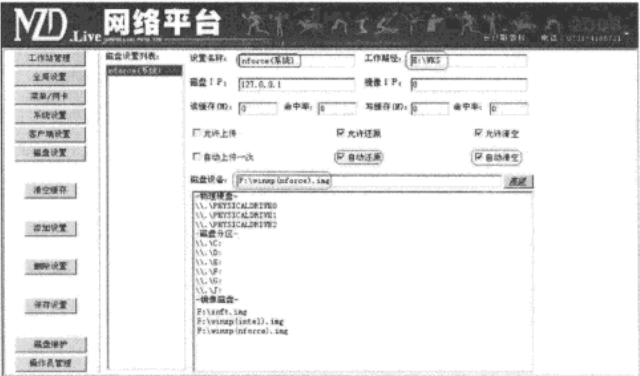 MZD.Live 网络平台
工作站管理
全局设置
菜单/网卡
系统设置
客户端设置
磁盘设置
清空缓存
添加设置
删除设置
保存设置
磁盘维护
操作员管理
磁盘设置列表:
nforce(系统)
设置名称: nforce(系统) 工作路径: E:\WKS
磁盘IP: 127.0.0.1 镜像IP: 0
读缓存(M): 0 命中率: 0 写缓存(M): 0 命中率: 0
允许上传 允许还原 允许清空
自动上传一次 自动还原 自动清空
磁盘设备: F:\winxp(nforce).img
-物理硬盘-
\\.\PHYSICALDRIVE0
\\.\PHYSICALDRIVE1
\\.\PHYSICALDRIVE2
-磁盘分区-
\\.\C:
\\.\D:
\\.\E:
\\.\F:
\\.\G:
\\.\J:
-镜像磁盘-
F:\soft.img
F:\winxp(intel).img
F:\winxp(nforce).img